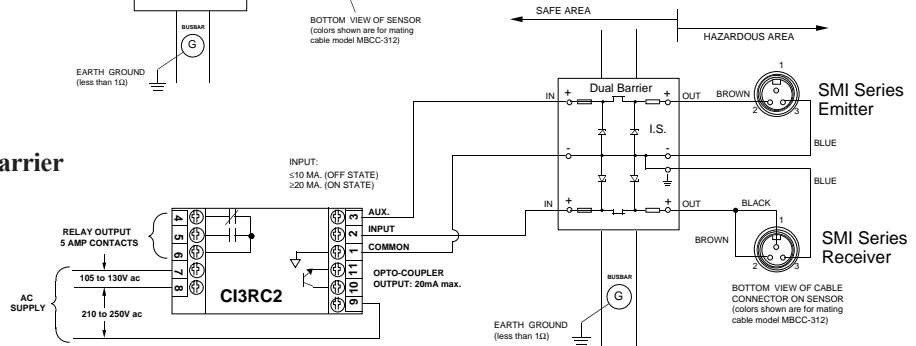 BUSBAR
G
EARTH GROUND
(less than 1Ω)
BOTTOM VIEW OF SENSOR
(colors shown are for mating
cable model MBCC-312)
SAFE AREA
HAZARDOUS AREA
Dual Barrier
I.S.
IN + + OUT
BROWN
1
2 3
SMI Series
Emitter
BLUE
- -
BLUE
IN + + OUT
BLACK
BROWN
1
2 3
SMI Series
Receiver
BOTTOM VIEW OF CABLE
CONNECTOR ON SENSOR
(colors shown are for mating
cable model MBCC-312)
BUSBAR
G
EARTH GROUND
(less than 1Ω)
arrier
INPUT:
≤10 MA. (OFF STATE)
≥20 MA. (ON STATE)
RELAY OUTPUT
5 AMP CONTACTS
4
5
6
7
8
AC
SUPPLY
105 to 130V ac
210 to 250V ac
CI3RC2
3
2
1
11
10
9
AUX.
INPUT
COMMON
OPTO-COUPLER
OUTPUT: 20mA max.